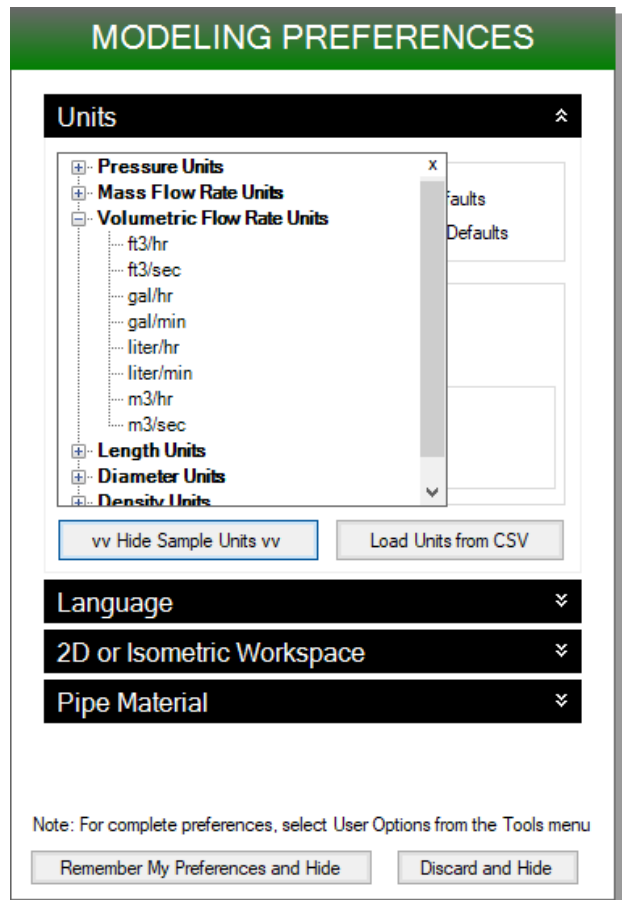 MODELING PREFERENCES
Units
Pressure Units
x
Mass Flow Rate Units
faults
Volumetric Flow Rate Units
Defaults
ft3/hr
ft3/sec
gal/hr
gal/min
liter/hr
liter/min
m3/hr
m3/sec
Length Units
Diameter Units
Density Units
vv Hide Sample Units vv
Load Units from CSV
Language
2D or Isometric Workspace
Pipe Material
Note: For complete preferences, select User Options from the Tools menu
Remember My Preferences and Hide
Discard and Hide